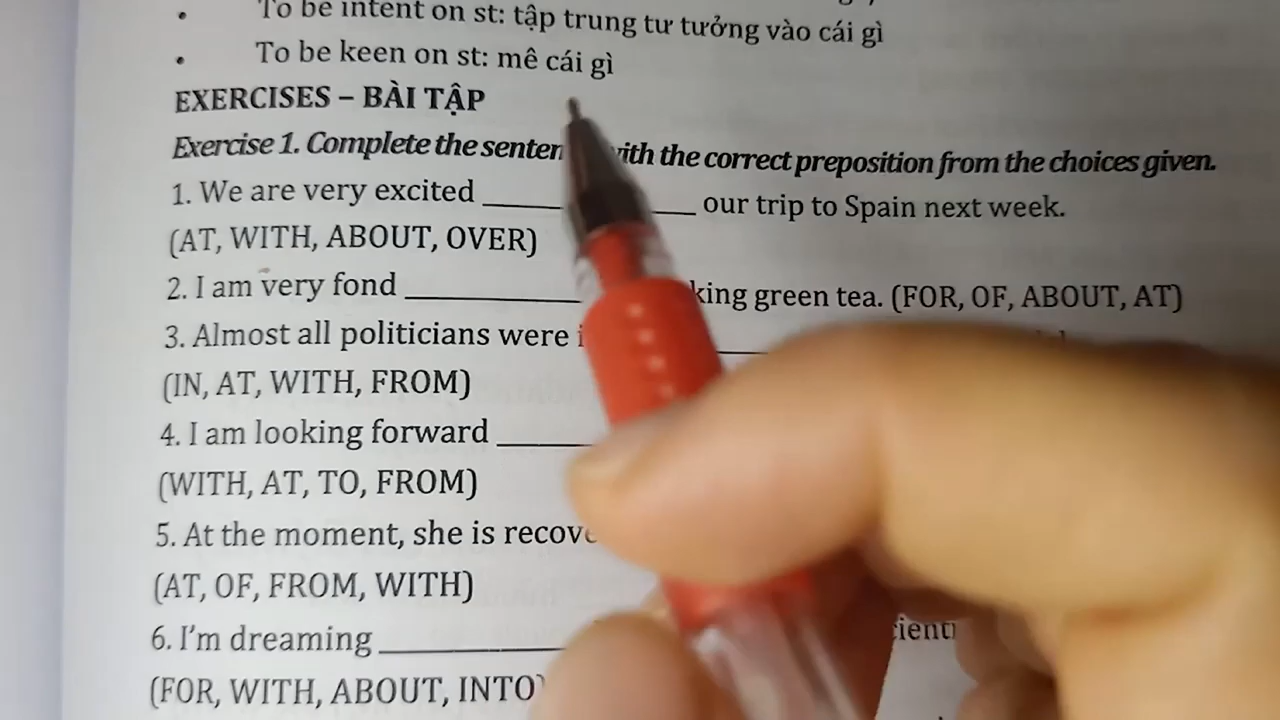 To be intent on st: tập trung tư tưởng vào cái gì
To be keen on st: mê cái gì
EXERCISES – BÀI TẬP
Exercise 1. Complete the with the correct preposition from the choices given.
1. We are very excited ____________ our trip to Spain next week.
(AT, WITH, ABOUT, OVER)
2. I am very fond ____________ green tea. (FOR, OF, ABOUT, AT)
3. Almost all politicians were
(IN, AT, WITH, FROM)
4. I am looking forward ______
(WITH, AT, TO, FROM)
5. At the moment, she is
(AT, OF, FROM, WITH)
6. I'm dreaming ____________
(FOR, WITH, ABOUT, INTO)